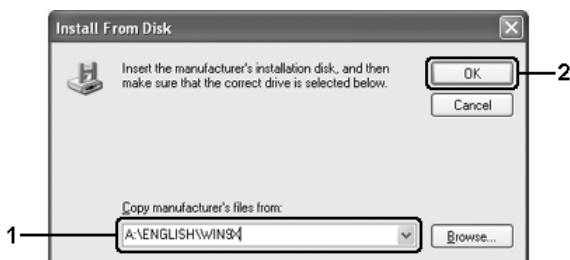 Install From Disk
Insert the manufacturer's installation disk, and then
make sure that the correct drive is selected below.
OK
2
Cancel
Copy manufacturer's files from:
1
A:\ENGLISH\WIN9X
Browse...